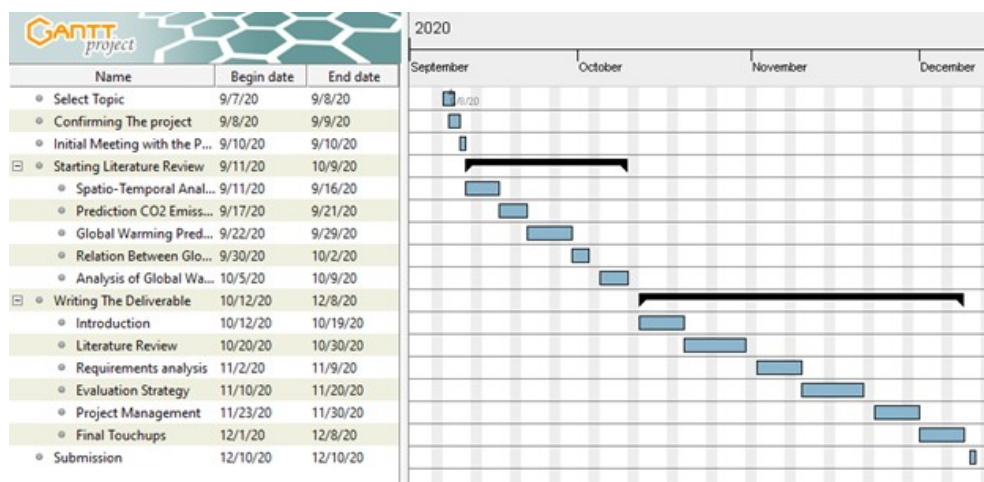 GANTT
project
2020
September October November December
Name Begin date End date
Select Topic 9/7/20 9/8/20
Confirming The project 9/8/20 9/9/20
Initial Meeting with the P... 9/10/20 9/10/20
Starting Literature Review 9/11/20 10/9/20
Spatio-Temporal Anal... 9/11/20 9/16/20
Prediction CO2 Emiss... 9/17/20 9/21/20
Global Warming Pred... 9/22/20 9/29/20
Relation Between Glo... 9/30/20 10/2/20
Analysis of Global Wa... 10/5/20 10/9/20
Writing The Deliverable 10/12/20 12/8/20
Introduction 10/12/20 10/19/20
Literature Review 10/20/20 10/30/20
Requirements analysis 11/2/20 11/9/20
Evaluation Strategy 11/10/20 11/20/20
Project Management 11/23/20 11/30/20
Final Touchups 12/1/20 12/8/20
Submission 12/10/20 12/10/20